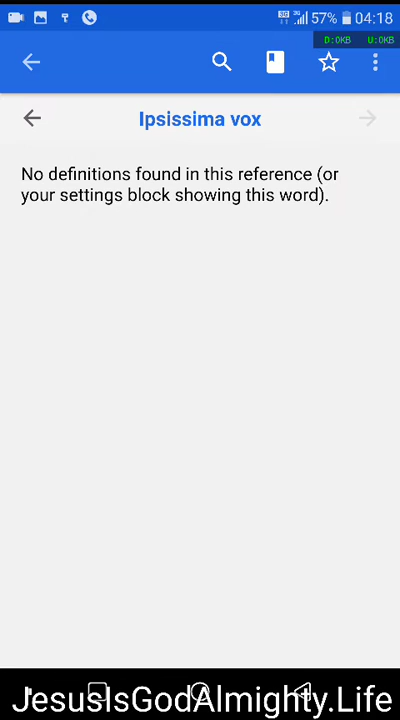 57% 04:18
D:0KB U:0KB
Ipsissima vox
No definitions found in this reference (or
your settings block showing this word).
JesusIsGodAlmighty.Life